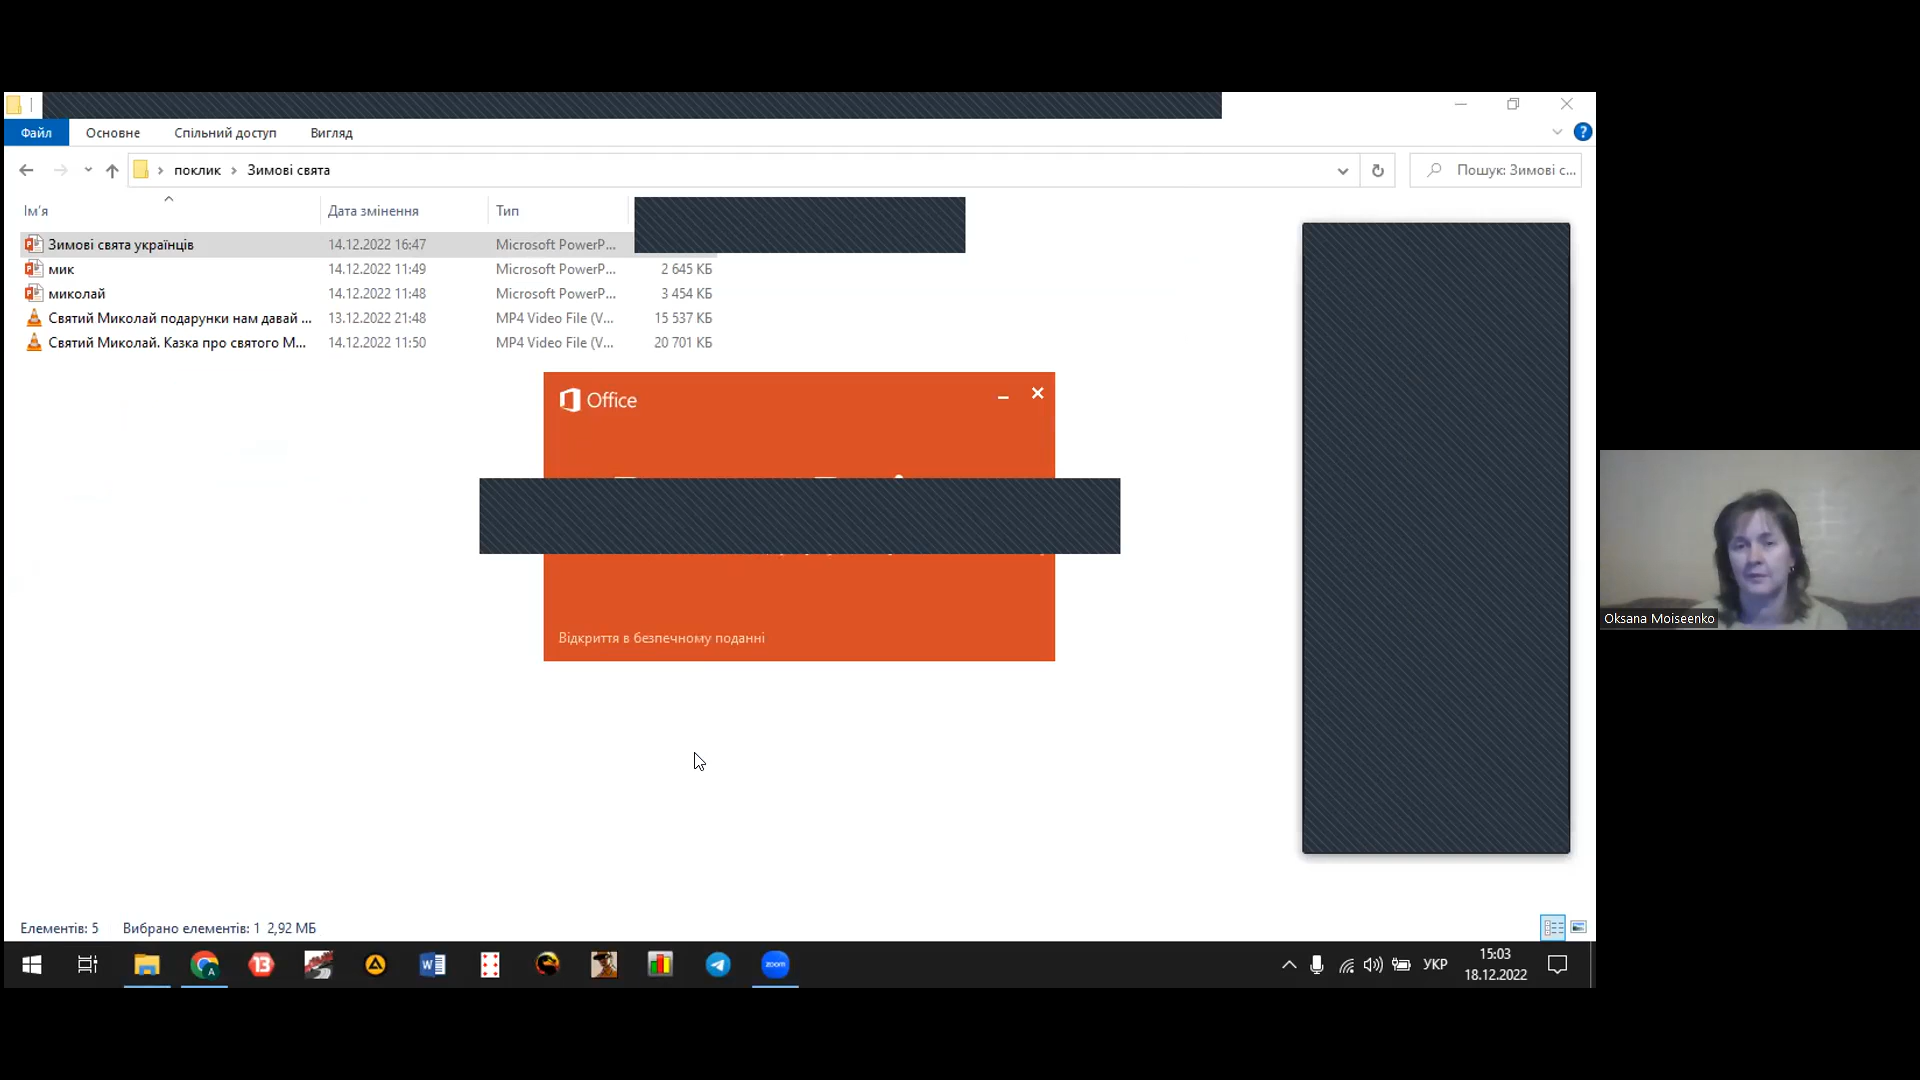 Файл Основне Спільний доступ Вигляд
поклик Зимові свята Пошук: Зимові с...
Ім'я Дата змінення Тип
Зимові свята українців 14.12.2022 16:47 Microsoft PowerP...
мик 14.12.2022 11:49 Microsoft PowerP... 2 645 КБ
миколай 14.12.2022 11:48 Microsoft PowerP... 3 454 КБ
Святий Миколай подарунки нам давай ... 13.12.2022 21:48 MP4 Video File (V... 15 537 КБ
Святий Миколай. Казка про святого М... 14.12.2022 11:50 MP4 Video File (V... 20 701 КБ
Office
Відкриття в безпечному поданні
Oksana Moiseenko
Елементів: 5 Вибрано елементів: 1 2,92 МБ
13 zoom УКР 15:03
18.12.2022